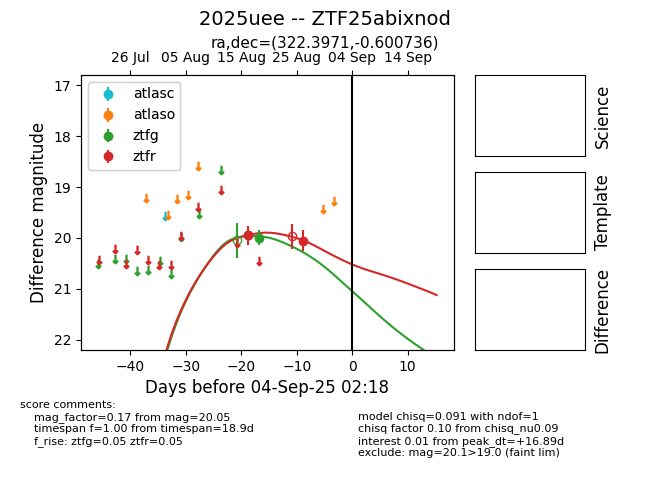 2025uee -- ZTF25abixnod
ra,dec=(322.3971,-0.600736)
26 Jul 05 Aug 15 Aug 25 Aug 04 Sep 14 Sep
atlasc
atlaso
ztfg
ztfr
17
18
19
20
21
22
Difference magnitude
−40 −30 −20 −10 0 10
Days before 04-Sep-25 02:18
Science
Template
Difference
score comments:
mag_factor=0.17 from mag=20.05
timespan f=1.00 from timespan=18.9d
f_rise: ztfg=0.05 ztfr=0.05
model chisq=0.091 with ndof=1
chisq factor 0.10 from chisq_nu0.09
interest 0.01 from peak_dt=+16.89d
exclude: mag=20.1>19.0 (faint lim)